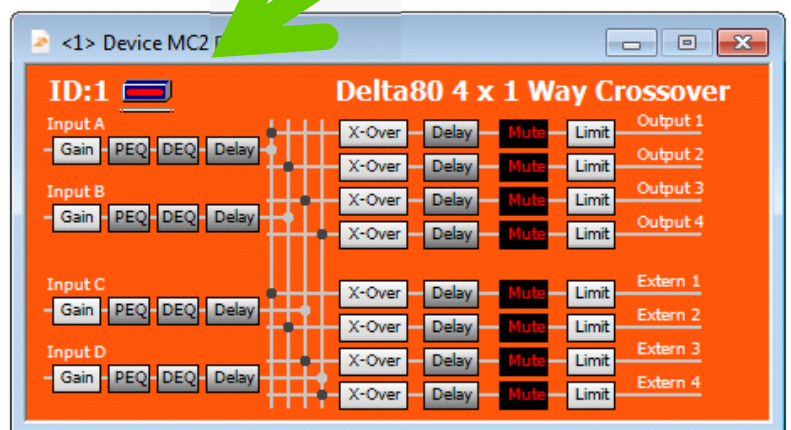 <1> Device MC2
ID:1 Delta80 4 x 1 Way Crossover
Input A
Gain PEQ DEQ Delay
X-Over Delay Mute Limit Output 1
X-Over Delay Mute Limit Output 2
Input B
Gain PEQ DEQ Delay
X-Over Delay Mute Limit Output 3
X-Over Delay Mute Limit Output 4
Input C
Gain PEQ DEQ Delay
X-Over Delay Mute Limit Extern 1
X-Over Delay Mute Limit Extern 2
Input D
Gain PEQ DEQ Delay
X-Over Delay Mute Limit Extern 3
X-Over Delay Mute Limit Extern 4